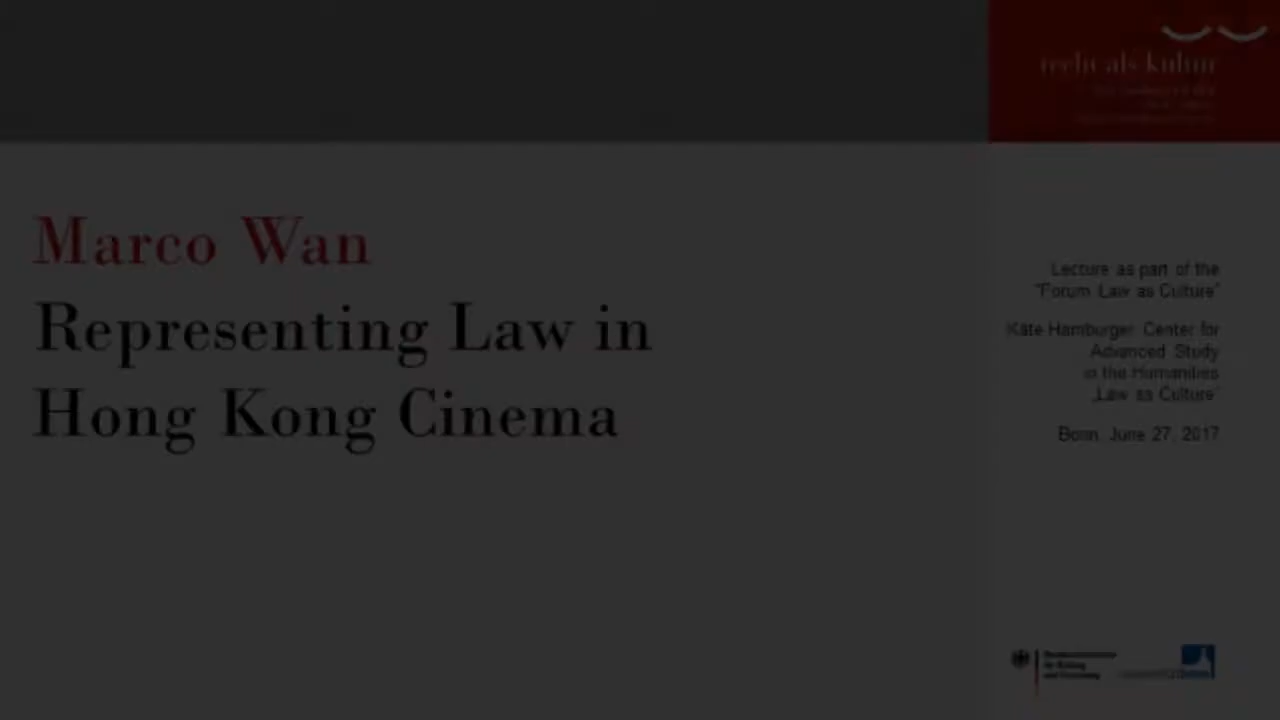 recht als kultur
Marco Wan
Representing Law in
Hong Kong Cinema
Lecture as part of the
"Forum Law as Culture"
Käte Hamburger Center for
Advanced Study
in the Humanities
„Law as Culture"
Bonn, June 27, 2017